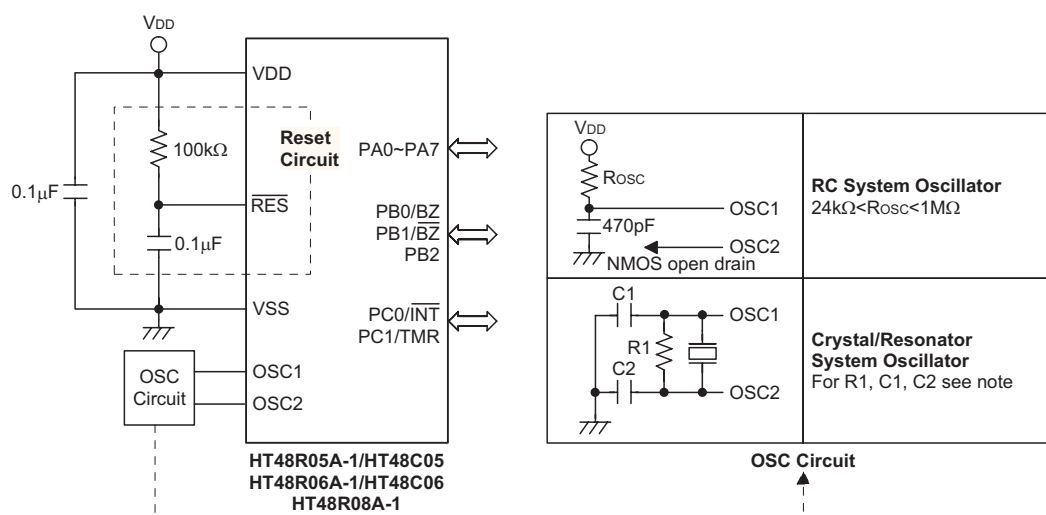 VDD
VDD
Reset
Circuit
100kΩ
PA0~PA7
0.1μF
R̅E̅S̅
PB0/BZ
PB1/B̅Z̅
PB2
0.1μF
VSS
PC0/I̅N̅T̅
PC1/TMR
OSC
Circuit
OSC1
OSC2
HT48R05A-1/HT48C05
HT48R06A-1/HT48C06
HT48R08A-1
VDD
ROSC
OSC1
470pF
OSC2
NMOS open drain
RC System Oscillator
24kΩ<ROSC<1MΩ
C1
OSC1
R1
C2
OSC2
Crystal/Resonator
System Oscillator
For R1, C1, C2 see note
OSC Circuit